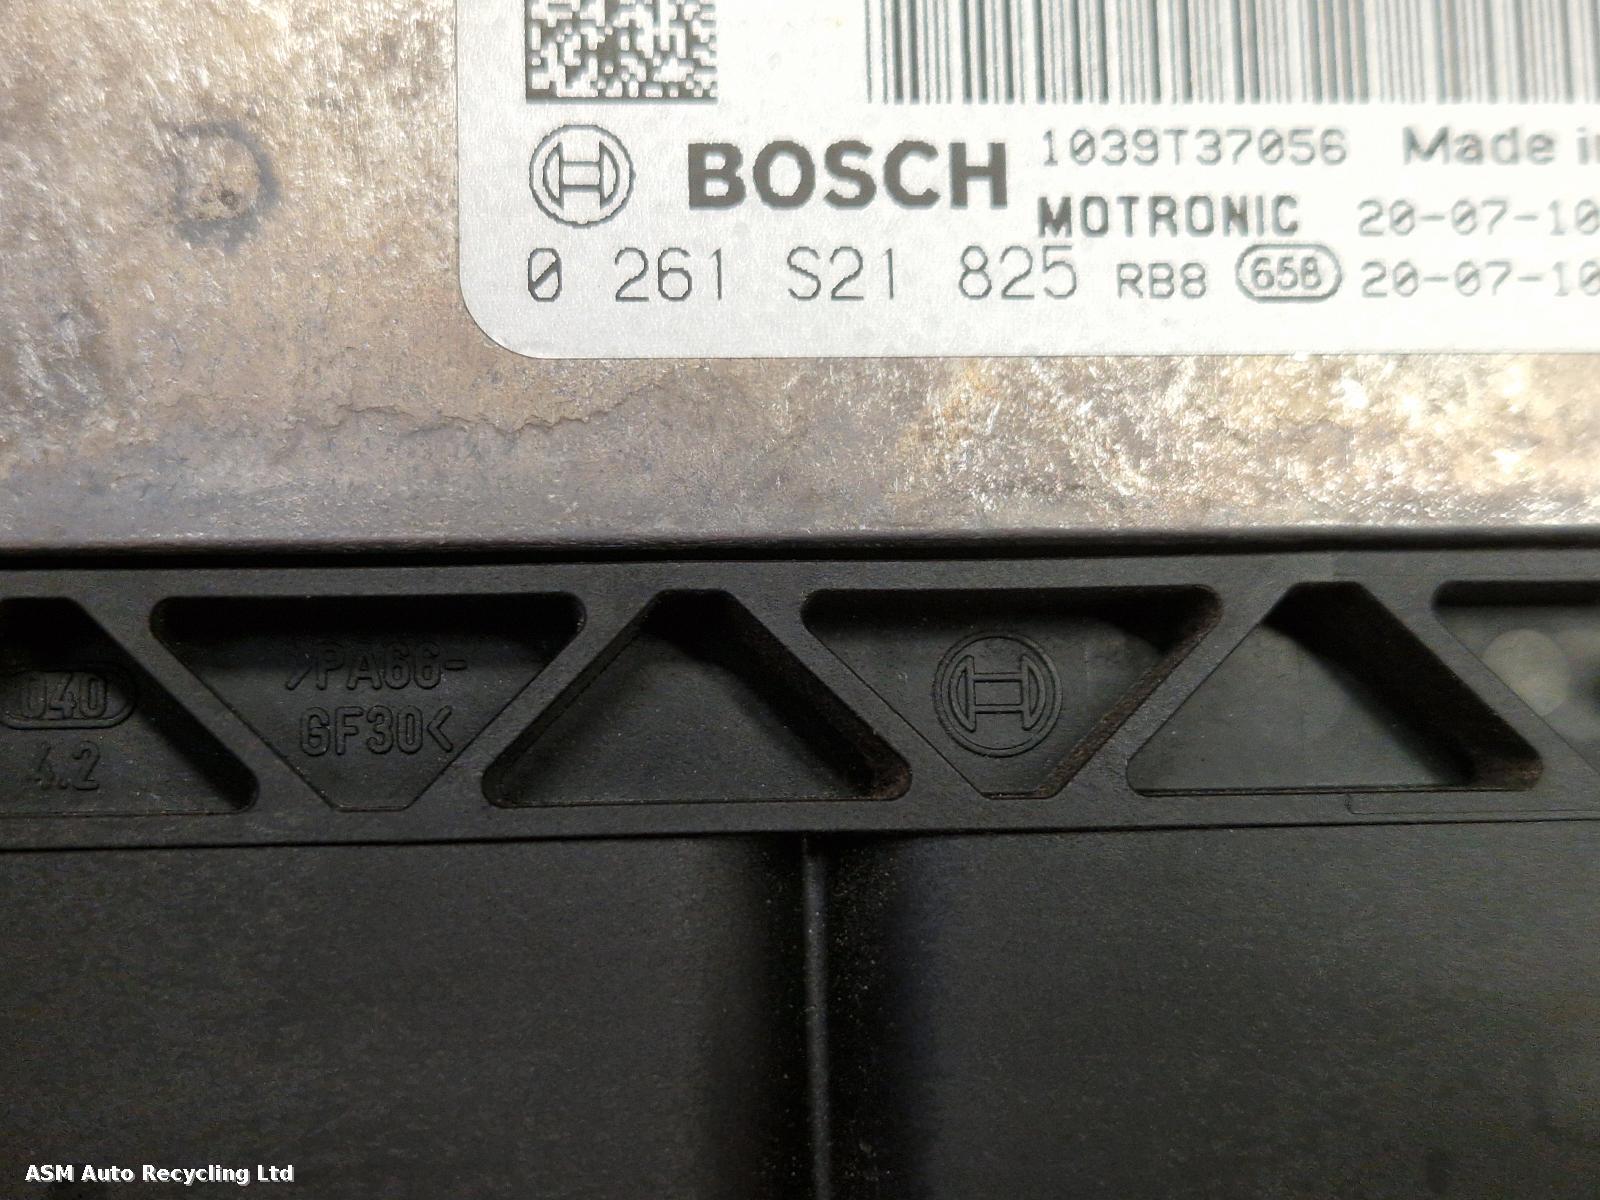 BOSCH 1039T37056 Made in
MOTRONIC 20-07-10
0 261 S21 825 RB8 658 20-07-10
040
4.2
>PA66-
GF30<
ASM Auto Recycling Ltd